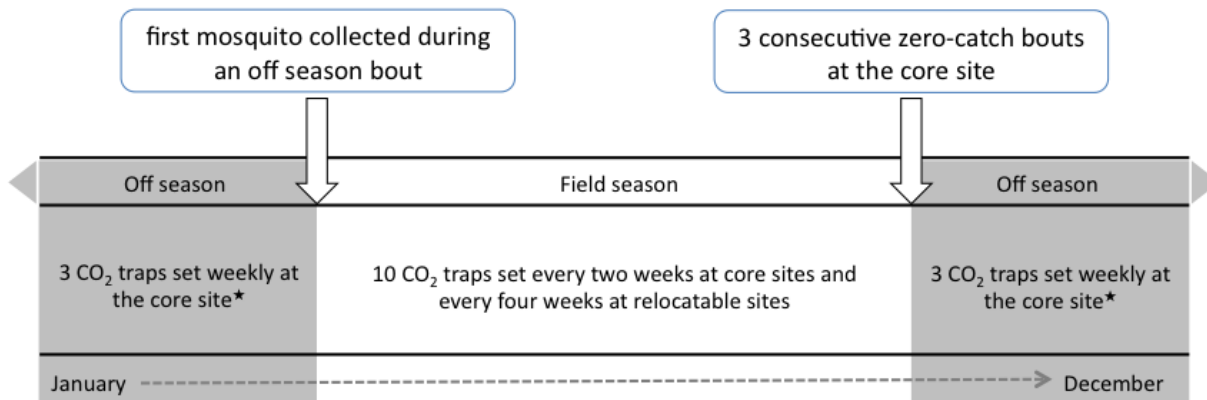 first mosquito collected during
an off season bout
3 consecutive zero-catch bouts
at the core site
Off season
Field season
Off season
3 CO₂ traps set weekly at
the core site★
10 CO₂ traps set every two weeks at core sites and
every four weeks at relocatable sites
3 CO₂ traps set weekly at
the core site★
January
December